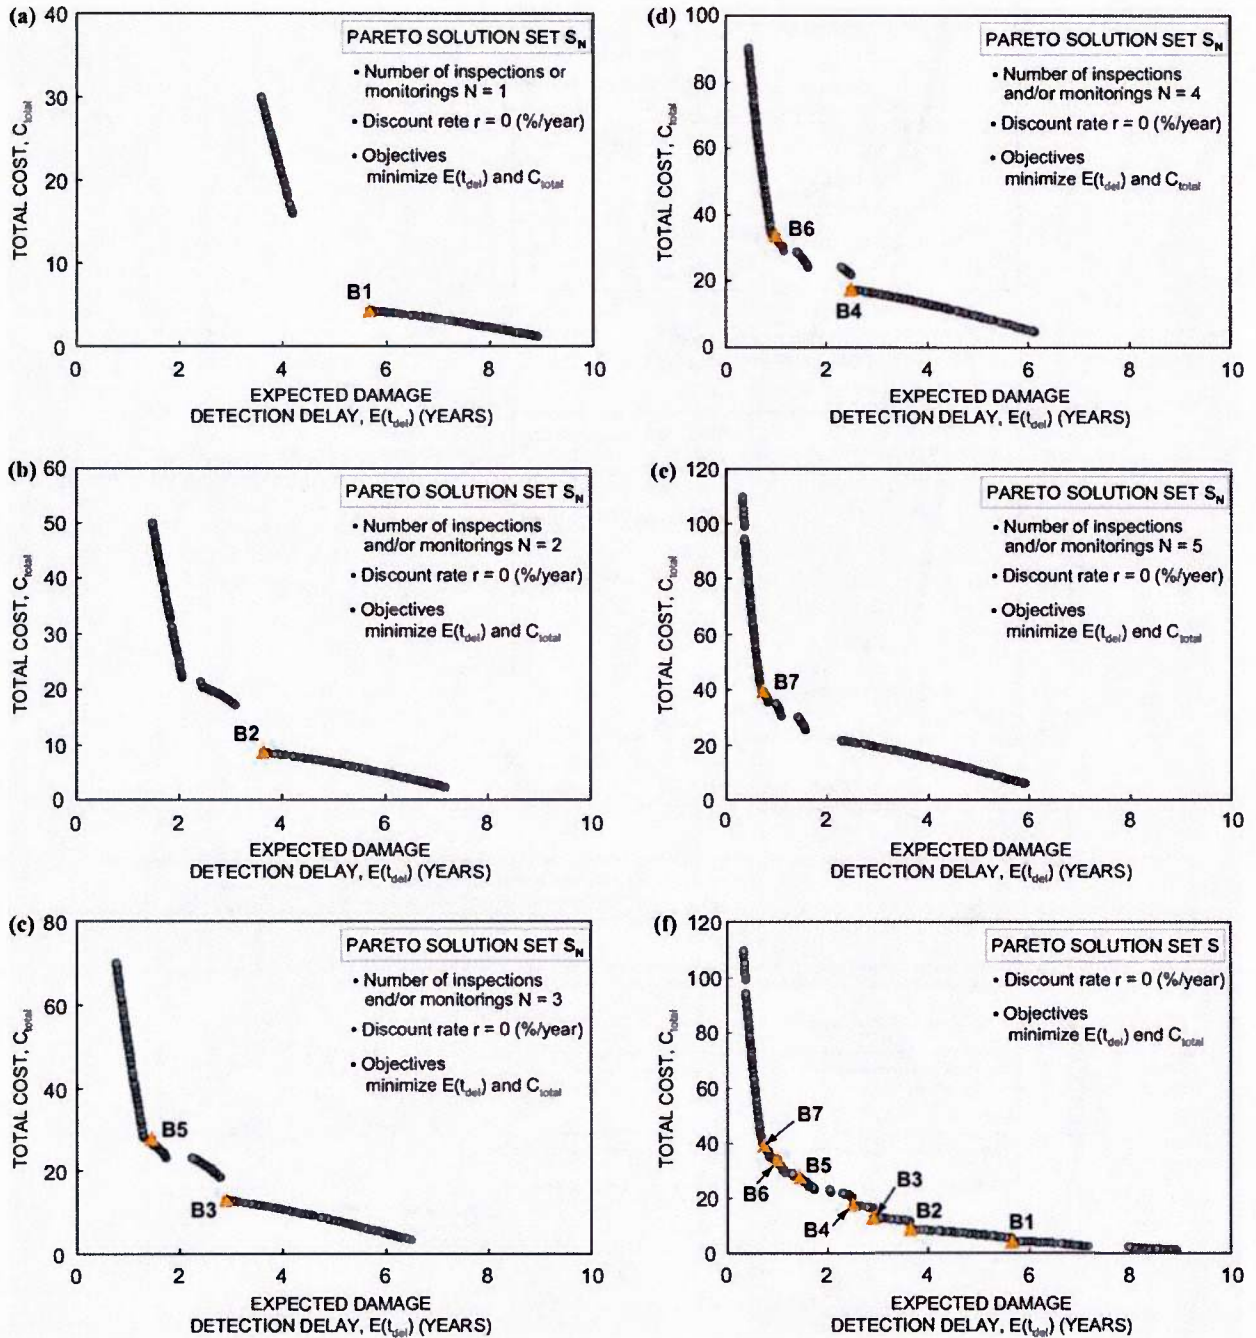 (a)
40
30
20
10
0
TOTAL COST, C_total
PARETO SOLUTION SET S_N
• Number of inspections or
monitorings N = 1
• Discount rete r = 0 (%/year)
• Objectives
minimize E(t_del) and C_total
B1
0 2 4 6 8 10
EXPECTED DAMAGE
DETECTION DELAY, E(t_del) (YEARS)
(b)
60
50
40
30
20
10
0
TOTAL COST, C_total
PARETO SOLUTION SET S_N
• Number of inspections
and/or monitorings N = 2
• Discount rate r = 0 (%/year)
• Objectives
minimize E(t_del) and C_total
B2
0 2 4 6 8 10
EXPECTED DAMAGE
DETECTION DELAY, E(t_del) (YEARS)
(c)
80
60
40
20
0
TOTAL COST, C_total
PARETO SOLUTION SET S_N
• Number of inspections
end/or monitorings N = 3
• Discount rate r = 0 (%/year)
• Objectives
minimize E(t_del) and C_total
B5
B3
0 2 4 6 8 10
EXPECTED DAMAGE
DETECTION DELAY, E(t_del) (YEARS)
(d)
100
80
60
40
20
0
TOTAL COST, C_total
PARETO SOLUTION SET S_N
• Number of inspections
and/or monitorings N = 4
• Discount rate r = 0 (%/year)
• Objectives
minimize E(t_del) and C_total
B6
B4
0 2 4 6 8 10
EXPECTED DAMAGE
DETECTION DELAY, E(t_del) (YEARS)
(e)
120
100
80
60
40
20
0
TOTAL COST, C_total
PARETO SOLUTION SET S_N
• Number of inspections
and/or monitorings N = 5
• Discount rate r = 0 (%/year)
• Objectives
minimize E(t_del) end C_total
B7
0 2 4 6 8 10
EXPECTED DAMAGE
DETECTION DELAY, E(t_del) (YEARS)
(f)
120
100
80
60
40
20
0
TOTAL COST, C_total
PARETO SOLUTION SET S
• Discount rate r = 0 (%/year)
• Objectives
minimize E(t_del) end C_total
B7
B5
B6
B3
B4
B2
B1
0 2 4 6 8 10
EXPECTED DAMAGE
DETECTION DELAY, E(t_del) (YEARS)